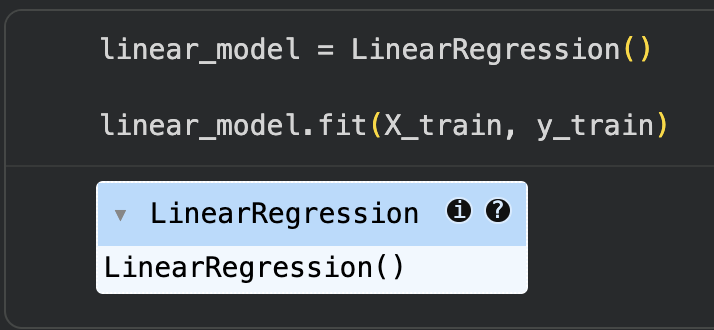 linear_model = LinearRegression()
linear_model.fit(X_train, y_train)
▼ LinearRegression i ?
LinearRegression()